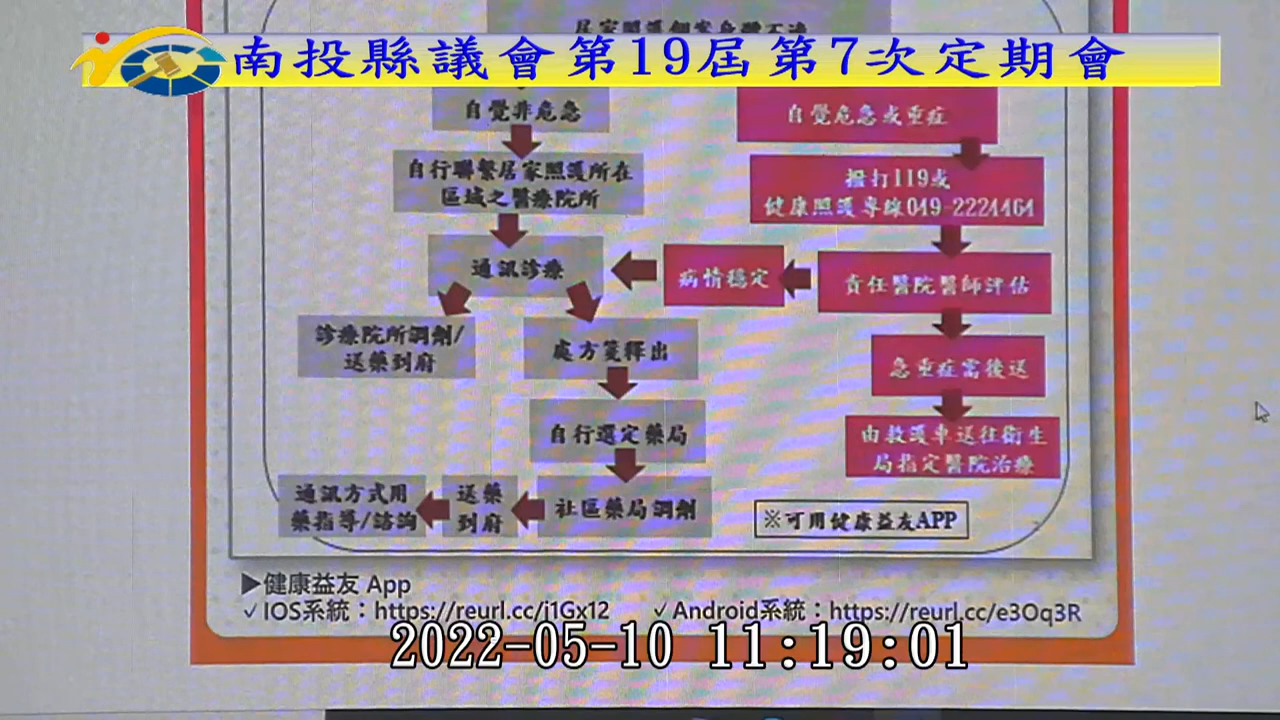 南投縣議會第19屆第7次定期會
自覺非危急
自覺危急或重症
自行聯繫居家照護所在
區域之醫療院所
撥打119或
健康照護專線049-2224464
通訊診療
病情穩定
責任醫院醫師評估
診療院所調劑/
送藥到府
處方箋釋出
急重症需後送
自行選定藥局
由救護車送往衛生
局指定醫院治療
通訊方式用
藥指導/諮詢
送藥
到府
社區藥局調劑
※可用健康益友APP
▶健康益友 App
✓IOS系統：https://reurl.cc/j1Gx12
✓Android系統：https://reurl.cc/e3Oq3R
2022-05-10 11:19:01